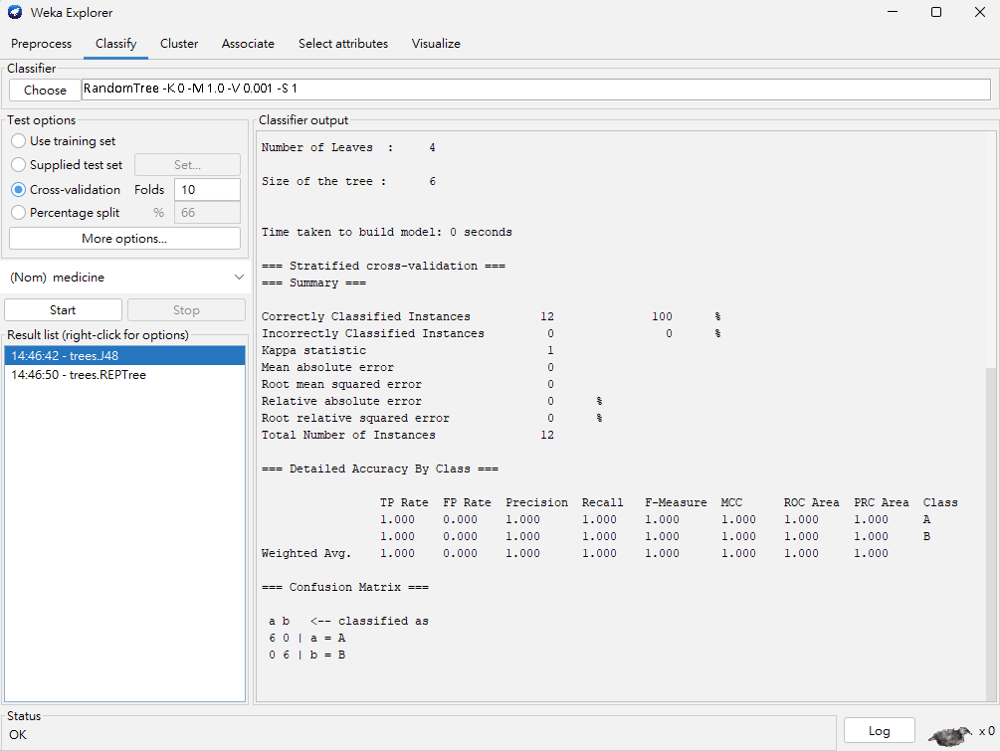 Weka Explorer
Preprocess Classify Cluster Associate Select attributes Visualize
Classifier
Choose RandomTree -K 0 -M 1.0 -V 0.001 -S 1
Test options
Use training set
Supplied test set Set...
Cross-validation Folds 10
Percentage split % 66
More options...
(Nom) medicine
Start Stop
Result list (right-click for options)
14:46:42 - trees.J48
14:46:50 - trees.REPTree
Classifier output
Number of Leaves : 4
Size of the tree : 6
Time taken to build model: 0 seconds
=== Stratified cross-validation ===
=== Summary ===
Correctly Classified Instances 12 100 %
Incorrectly Classified Instances 0 0 %
Kappa statistic 1
Mean absolute error 0
Root mean squared error 0
Relative absolute error 0 %
Root relative squared error 0 %
Total Number of Instances 12
=== Detailed Accuracy By Class ===
TP Rate FP Rate Precision Recall F-Measure MCC ROC Area PRC Area Class
1.000 0.000 1.000 1.000 1.000 1.000 1.000 1.000 A
1.000 0.000 1.000 1.000 1.000 1.000 1.000 1.000 B
Weighted Avg. 1.000 0.000 1.000 1.000 1.000 1.000 1.000 1.000
=== Confusion Matrix ===
a b <-- classified as
6 0 | a = A
0 6 | b = B
Status
OK
Log x 0